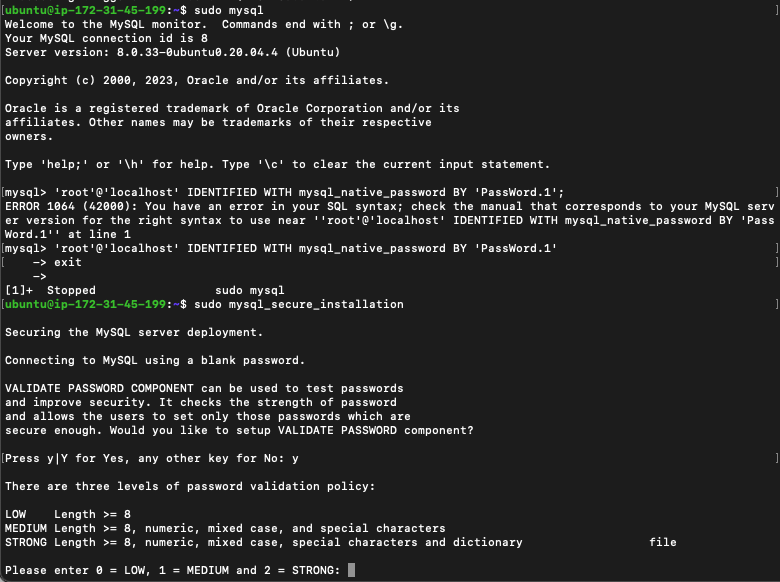 [ubuntu@ip-172-31-45-199:~$ sudo mysql ]
Welcome to the MySQL monitor.  Commands end with ; or \g.
Your MySQL connection id is 8
Server version: 8.0.33-0ubuntu0.20.04.4 (Ubuntu)
Copyright (c) 2000, 2023, Oracle and/or its affiliates.
Oracle is a registered trademark of Oracle Corporation and/or its
affiliates. Other names may be trademarks of their respective
owners.
Type 'help;' or '\h' for help. Type '\c' to clear the current input statement.
[mysql> 'root'@'localhost' IDENTIFIED WITH mysql_native_password BY 'PassWord.1'; ]
ERROR 1064 (42000): You have an error in your SQL syntax; check the manual that corresponds to your MySQL serv
er version for the right syntax to use near ''root'@'localhost' IDENTIFIED WITH mysql_native_password BY 'Pass
Word.1'' at line 1
[mysql> 'root'@'localhost' IDENTIFIED WITH mysql_native_password BY 'PassWord.1' ]
[    -> exit ]
    ->
[1]+  Stopped                 sudo mysql
[ubuntu@ip-172-31-45-199:~$ sudo mysql_secure_installation ]
Securing the MySQL server deployment.
Connecting to MySQL using a blank password.
VALIDATE PASSWORD COMPONENT can be used to test passwords
and improve security. It checks the strength of password
and allows the users to set only those passwords which are
secure enough. Would you like to setup VALIDATE PASSWORD component?
[Press y|Y for Yes, any other key for No: y ]
There are three levels of password validation policy:
LOW    Length >= 8
MEDIUM Length >= 8, numeric, mixed case, and special characters
STRONG Length >= 8, numeric, mixed case, special characters and dictionary                  file
Please enter 0 = LOW, 1 = MEDIUM and 2 = STRONG: